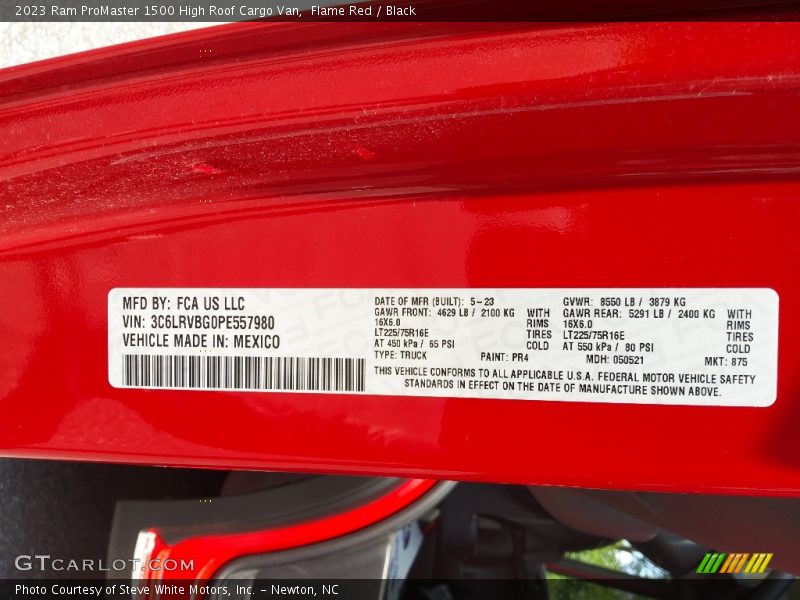 2023 Ram ProMaster 1500 High Roof Cargo Van, Flame Red / Black
MFD BY: FCA US LLC
VIN: 3C6LRVBG0PE557980
VEHICLE MADE IN: MEXICO
DATE OF MFR (BUILT): 5-23
GAWR FRONT: 4629 LB / 2100 KG WITH
16X6.0 RIMS
LT225/75R16E TIRES
AT 450 kPa / 65 PSI COLD
TYPE: TRUCK PAINT: PR4
GVWR: 8550 LB / 3879 KG
GAWR REAR: 5291 LB / 2400 KG WITH
16X6.0 RIMS
LT225/75R16E TIRES
AT 550 kPa / 80 PSI COLD
MDH: 050521 MKT: 875
THIS VEHICLE CONFORMS TO ALL APPLICABLE U.S.A. FEDERAL MOTOR VEHICLE SAFETY
STANDARDS IN EFFECT ON THE DATE OF MANUFACTURE SHOWN ABOVE.
GTCARLOT.COM
Photo Courtesy of Steve White Motors, Inc. - Newton, NC